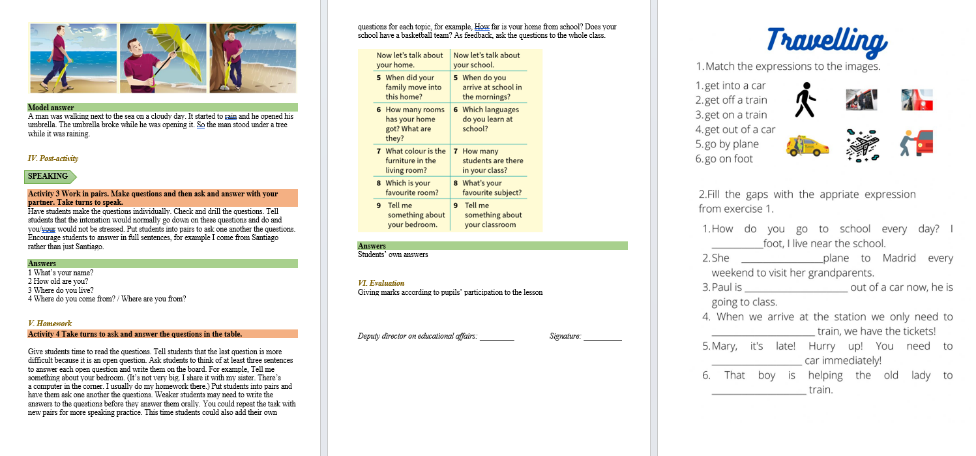 Model answer
A man was walking next to the sea on a cloudy day. It started to rain and he opened his
umbrella. The umbrella broke while he was opening it. So the man stood under a tree
while it was raining.
IV. Post-activity
SPEAKING
Activity 3 Work in pairs. Make questions and then ask and answer with your
partner. Take turns to speak.
Have students make the questions individually. Check and drill the questions. Tell
students that the intonation would normally go down on these questions and do and
you/your would not be stressed. Put students into pairs to ask one another the questions.
Encourage students to answer in full sentences, for example I come from Santiago
rather than just Santiago.
Answers
1 What's your name?
2 How old are you?
3 Where do you live?
4 Where do you come from? / Where are you from?
V. Homework
Activity 4 Take turns to ask and answer the questions in the table.
Give students time to read the questions. Tell students that the last question is more
difficult because it is an open question. Ask students to think of at least three sentences
to answer each open question and write them on the board. For example, Tell me
something about your bedroom. (It's not very big. I share it with my sister. There's
a computer in the corner. I usually do my homework there.) Put students into pairs and
have them ask one another the questions. Weaker students may need to write the
answers to the questions before they answer them orally. You could repeat the task with
new pairs for more speaking practice. This time students could also add their own
questions for each topic, for example, How far is your home from school? Does your
school have a basketball team? As feedback, ask the questions to the whole class.
Now let's talk about
your home.
5 When did your
family move into
this home?
6 How many rooms
has your home
got? What are
they?
7 What colour is the
furniture in the
living room?
8 Which is your
favourite room?
9 Tell me
something about
your bedroom.
Now let's talk about
your school.
5 When do you
arrive at school in
the mornings?
6 Which languages
do you learn at
school?
7 How many
students are there
in your class?
8 What's your
favourite subject?
9 Tell me
something about
your classroom
Answers
Students' own answers
VI. Evaluation
Giving marks according to pupils' participation to the lesson
Deputy director on educational affairs: ________ Signature: ________
Travelling
1.Match the expressions to the images.
1.get into a car
2.get off a train
3.get on a train
4.get out of a car
5.go by plane
6.go on foot
2.Fill the gaps with the appriate expression
from exercise 1.
1.How do you go to school every day? I
__________foot, I live near the school.
2.She ________________plane to Madrid every
weekend to visit her grandparents.
3.Paul is ____________________ out of a car now, he is
going to class.
4. When we arrive at the station we only need to
____________________ train, we have the tickets!
5.Mary, it's late! Hurry up! You need to
__________________ car immediately!
6. That boy is helping the old lady to
__________________ train.